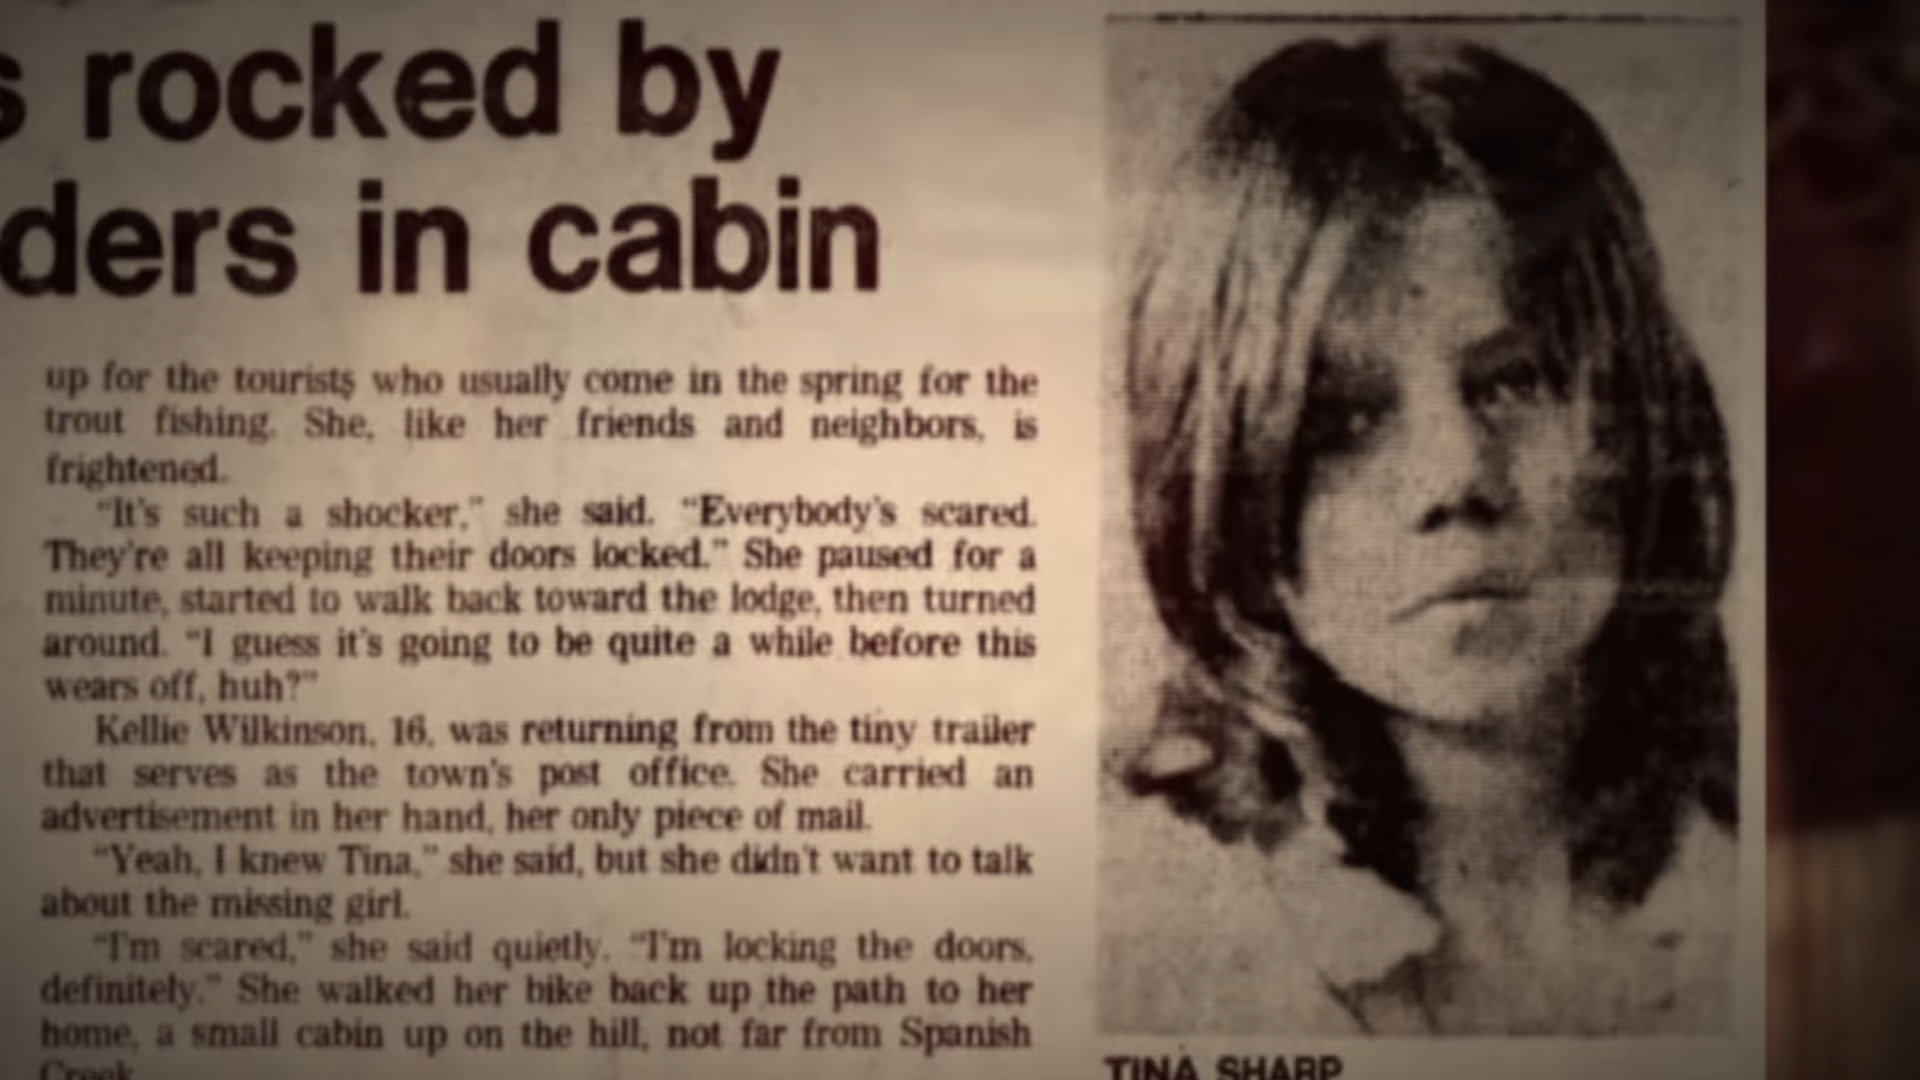 s rocked by
ders in cabin
up for the tourists who usually come in the spring for the
trout fishing. She, like her friends and neighbors, is
frightened.
"It's such a shocker," she said. "Everybody's scared.
They're all keeping their doors locked." She paused for a
minute, started to walk back toward the lodge, then turned
around. "I guess it's going to be quite a while before this
wears off, huh?"
Kellie Wilkinson, 16, was returning from the tiny trailer
that serves as the town's post office. She carried an
advertisement in her hand, her only piece of mail.
"Yeah, I knew Tina," she said, but she didn't want to talk
about the missing girl.
"I'm scared," she said quietly. "I'm locking the doors,
definitely." She walked her bike back up the path to her
home, a small cabin up on the hill, not far from Spanish
Creek.
TINA SHARP